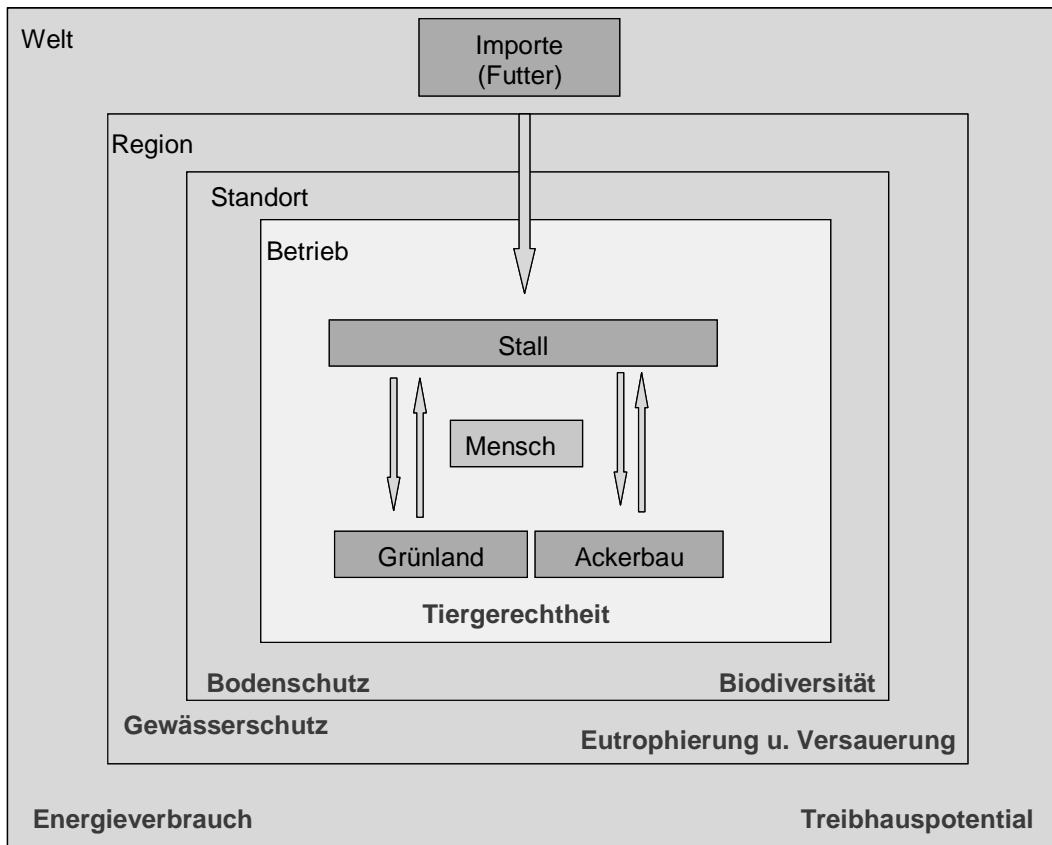 Welt
Importe
(Futter)
Region
Standort
Betrieb
Stall
Mensch
Grünland
Ackerbau
Tiergerechtheit
Bodenschutz
Biodiversität
Gewässerschutz
Eutrophierung u. Versauerung
Energieverbrauch
Treibhauspotential